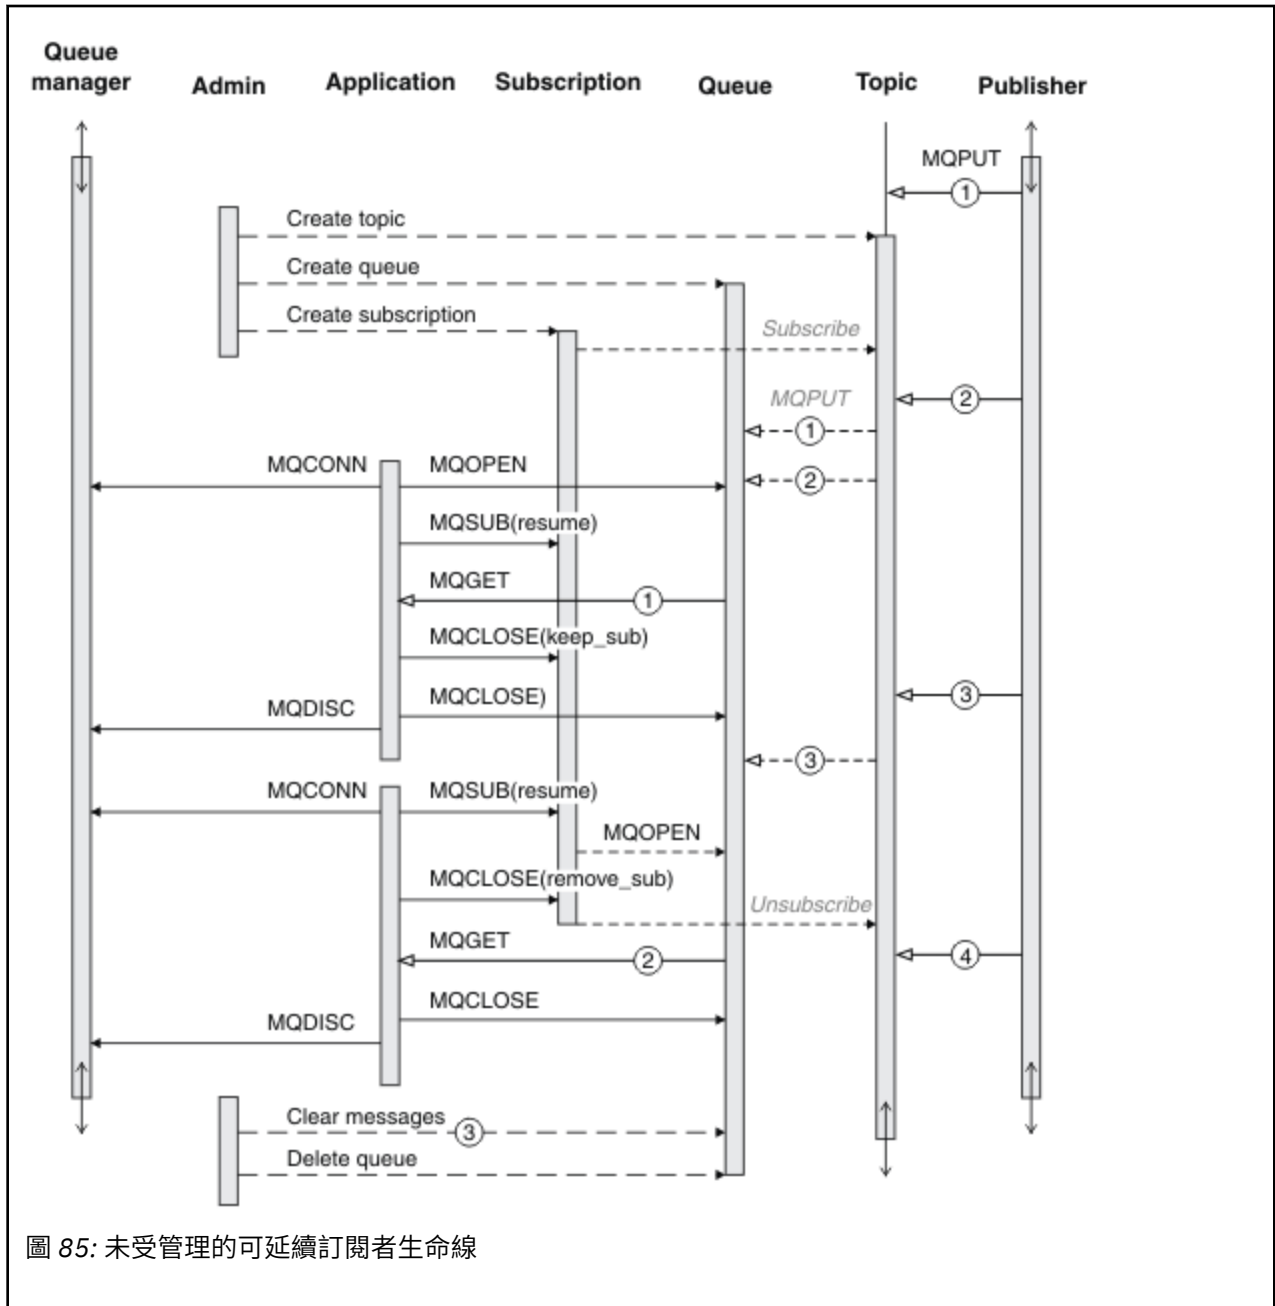 Queue
manager
Admin
Application
Subscription
Queue
Topic
Publisher
MQPUT
1
Create topic
Create queue
Create subscription
Subscribe
MQPUT
2
1
MQCONN
MQOPEN
2
MQSUB(resume)
MQGET
1
MQCLOSE(keep_sub)
MQCLOSE)
3
MQDISC
3
MQCONN
MQSUB(resume)
MQOPEN
MQCLOSE(remove_sub)
Unsubscribe
MQGET
2
4
MQCLOSE
MQDISC
Clear messages
3
Delete queue
圖 85: 未受管理的可延續訂閱者生命線